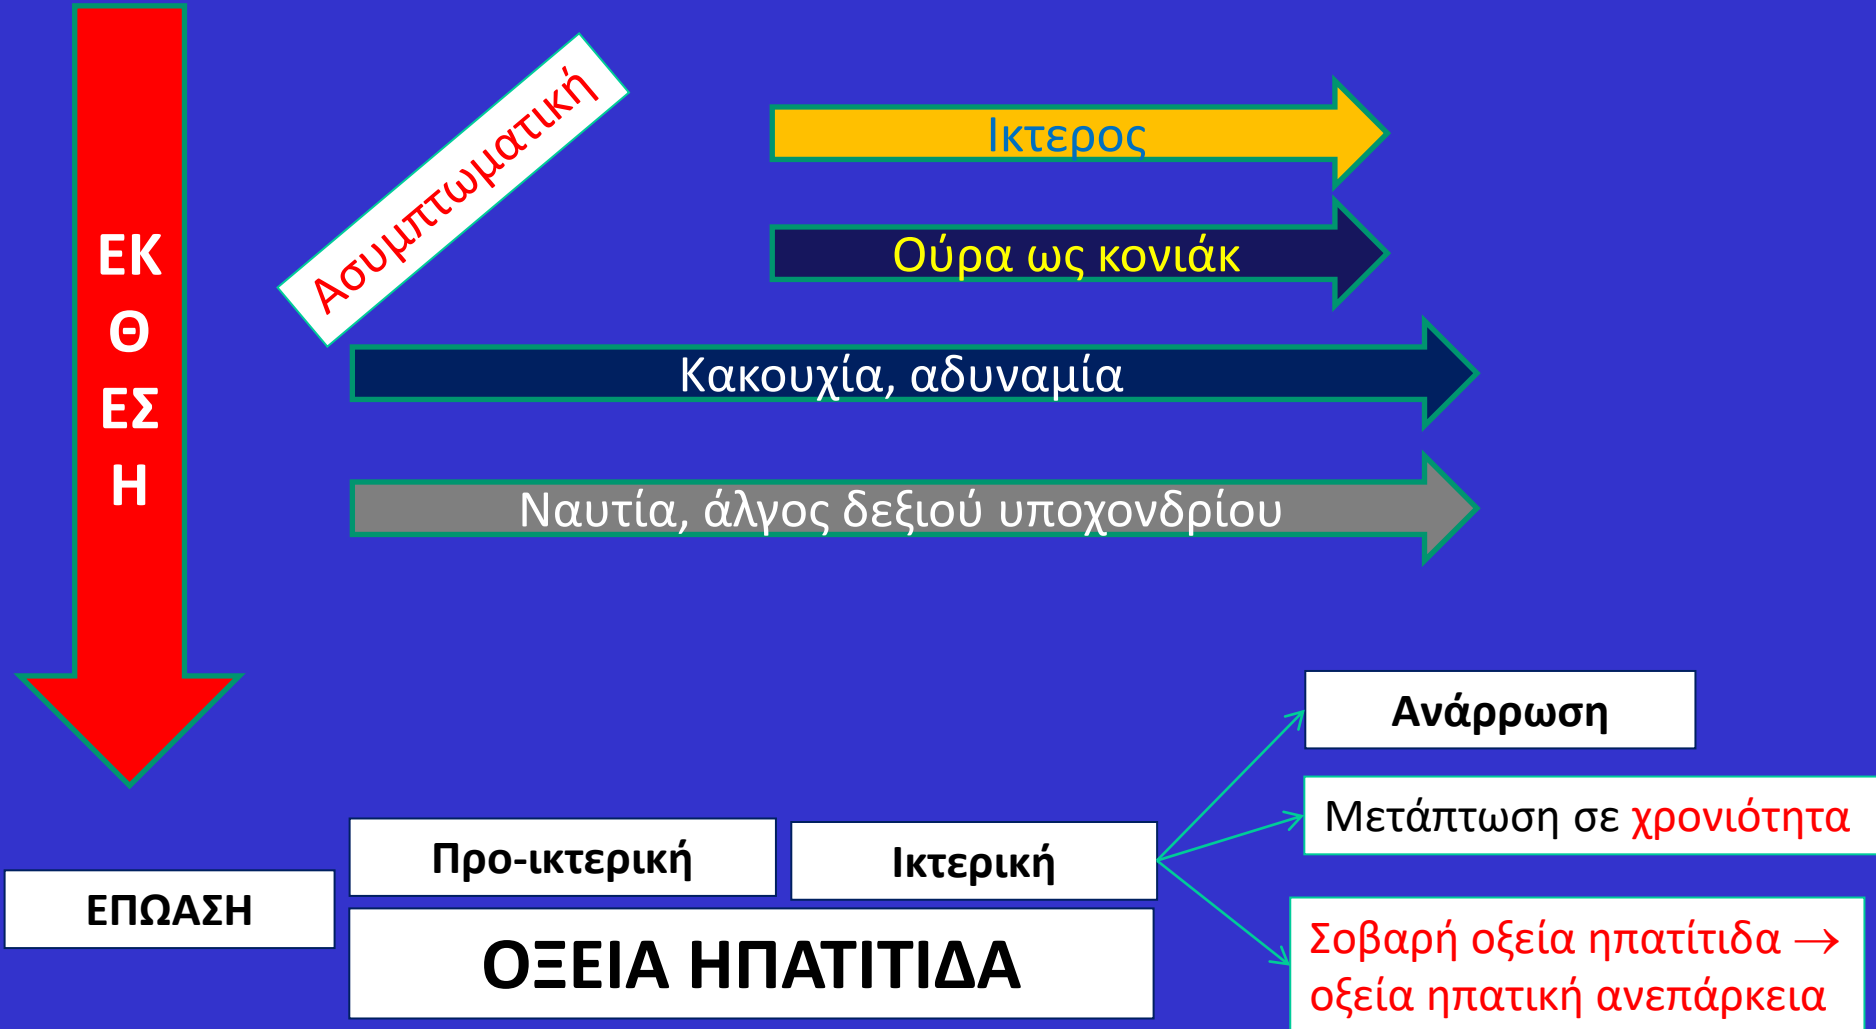 ΕΚ
Θ
ΕΣ
Η
Ασυμπτωματική
Ικτερος
Ούρα ως κονιάκ
Κακουχία, αδυναμία
Ναυτία, άλγος δεξιού υποχονδρίου
ΕΠΩΑΣΗ
Προ-ικτερική
Ικτερική
ΟΞΕΙΑ ΗΠΑΤΙΤΙΔΑ
Ανάρρωση
Μετάπτωση σε χρονιότητα
Σοβαρή οξεία ηπατίτιδα →
οξεία ηπατική ανεπάρκεια